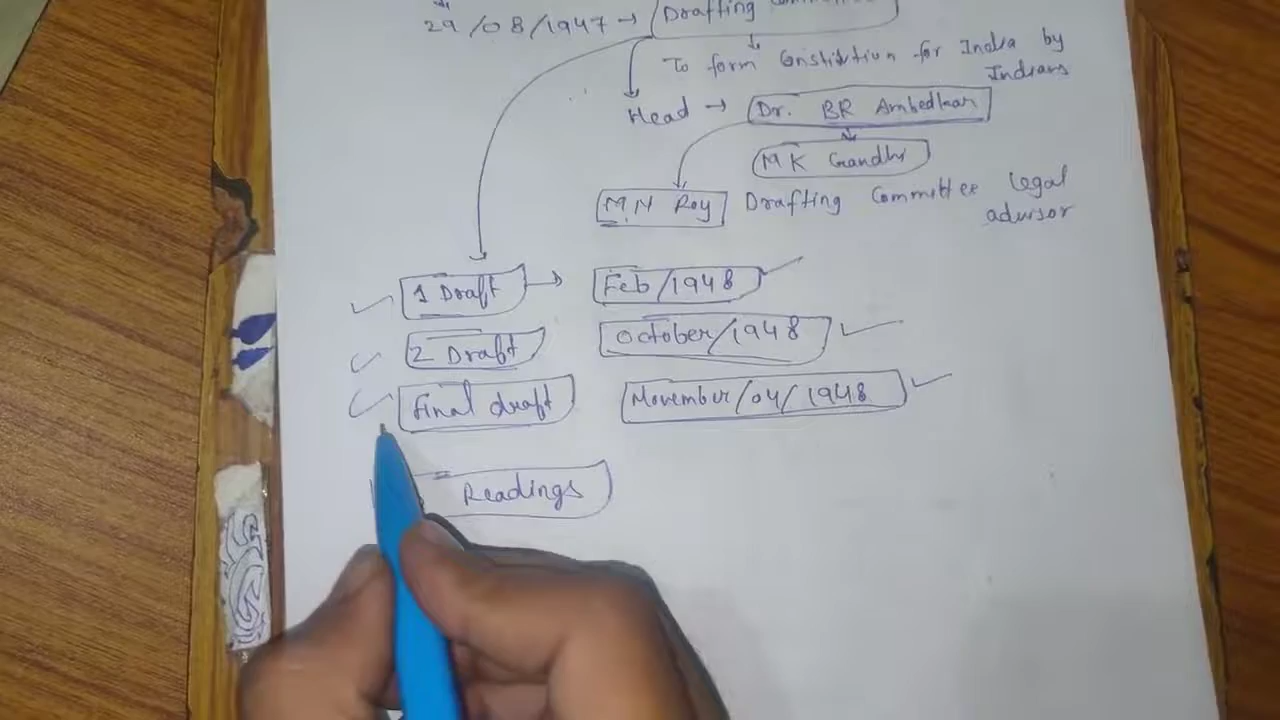 29/08/1947 → Drafting Committee
To form Constitution for India by
Indians
Head → Dr. BR Ambedkar
MK Gandhi
M.N Roy Drafting Committee legal
advisor
1 Draft → Feb/1948
2 Draft October/1948
Final draft November/04/1948
Readings